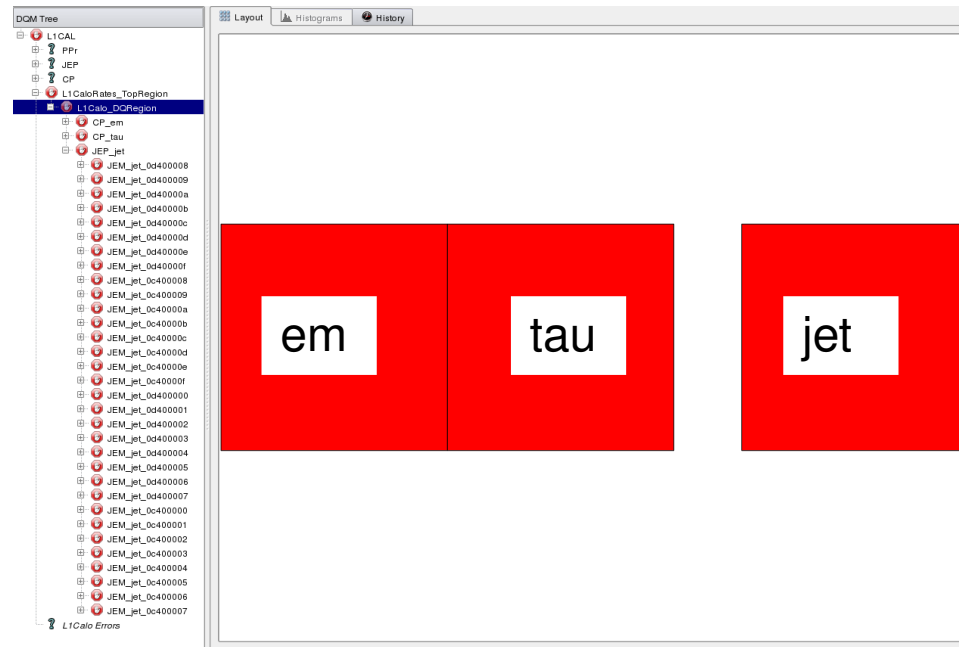 DQM Tree
L1CAL
PPr
JEP
CP
L1CaloRates_TopRegion
L1Calo_DQRegion
CP_em
CP_tau
JEP_jet
JEM_jet_0d400008
JEM_jet_0d400009
JEM_jet_0d40000a
JEM_jet_0d40000b
JEM_jet_0d40000c
JEM_jet_0d40000d
JEM_jet_0d40000e
JEM_jet_0d40000f
JEM_jet_0c400008
JEM_jet_0c400009
JEM_jet_0c40000a
JEM_jet_0c40000b
JEM_jet_0c40000c
JEM_jet_0c40000d
JEM_jet_0c40000e
JEM_jet_0c40000f
JEM_jet_0d400000
JEM_jet_0d400001
JEM_jet_0d400002
JEM_jet_0d400003
JEM_jet_0d400004
JEM_jet_0d400005
JEM_jet_0d400006
JEM_jet_0d400007
JEM_jet_0c400000
JEM_jet_0c400001
JEM_jet_0c400002
JEM_jet_0c400003
JEM_jet_0c400004
JEM_jet_0c400005
JEM_jet_0c400006
JEM_jet_0c400007
L1Calo Errors
Layout Histograms History
em tau jet